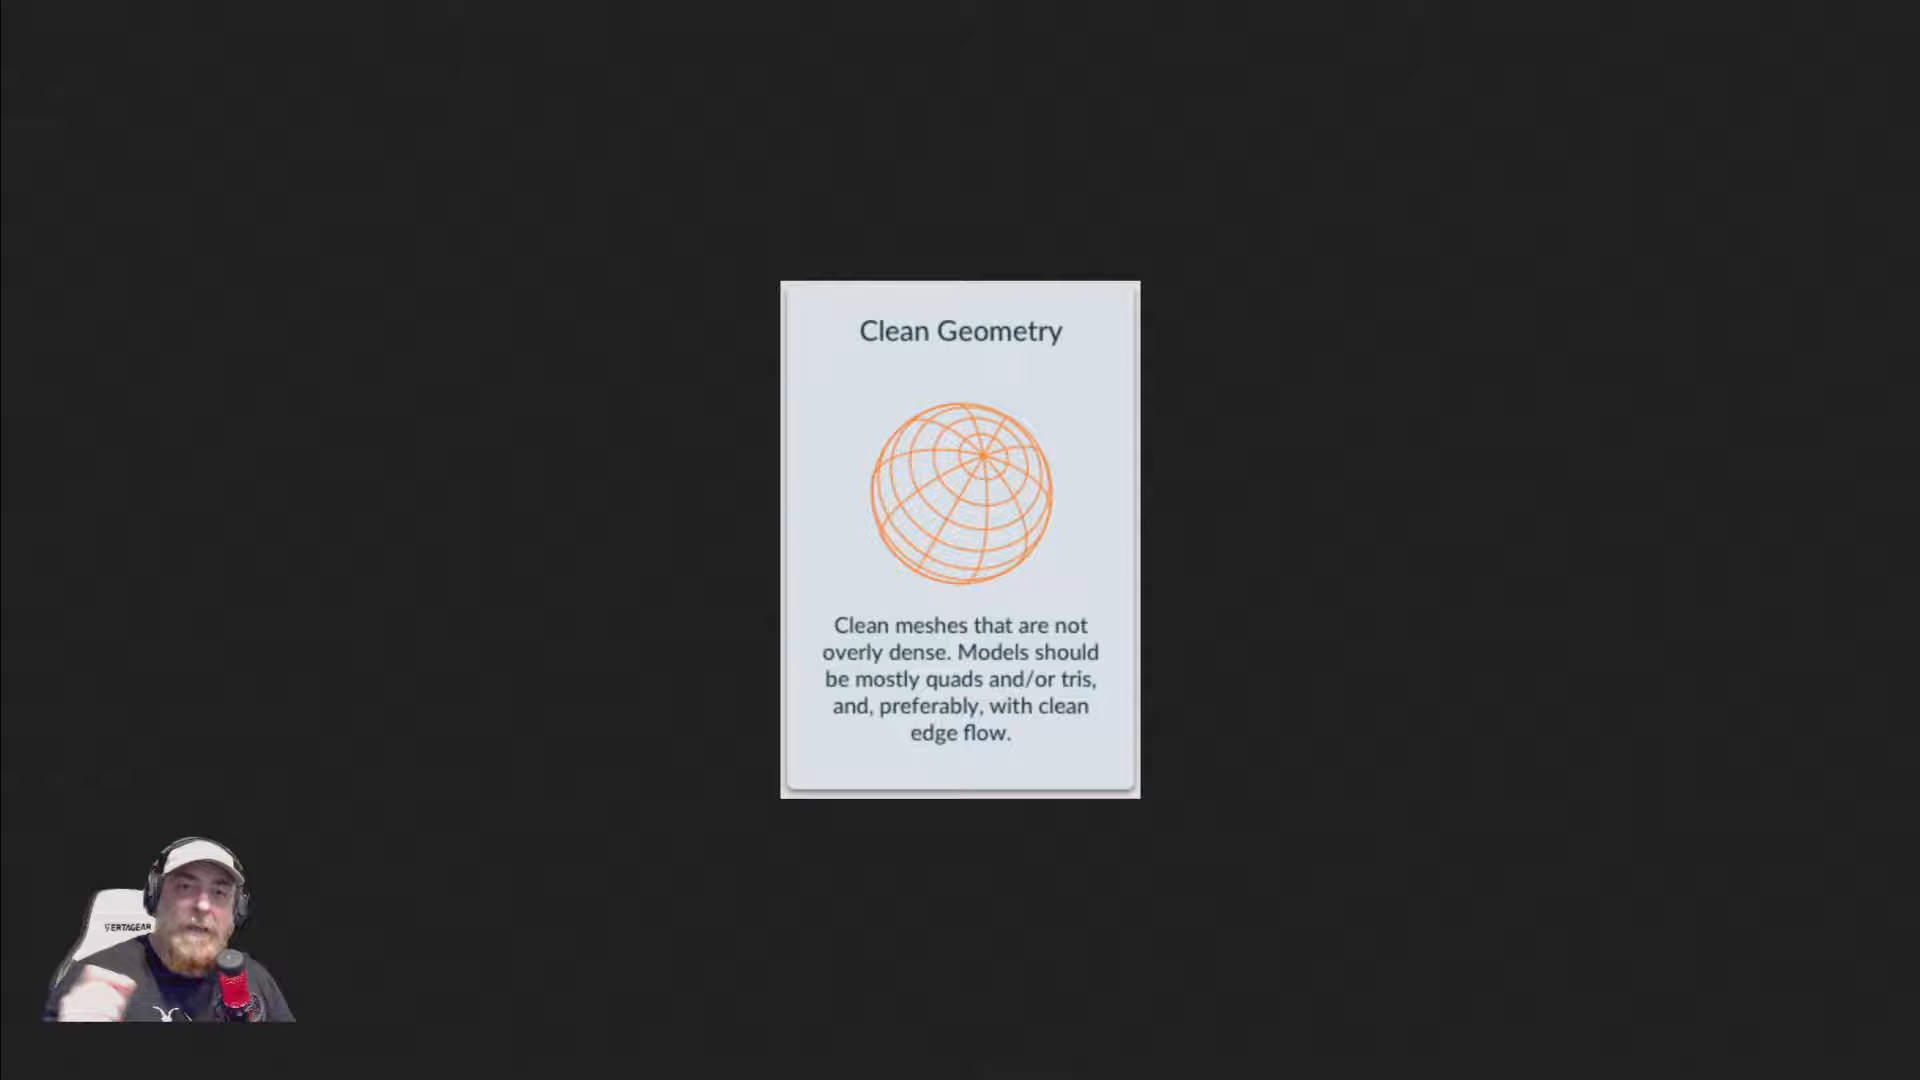 Clean Geometry
Clean meshes that are not
overly dense. Models should
be mostly quads and/or tris,
and, preferably, with clean
edge flow.
VERTAGEAR